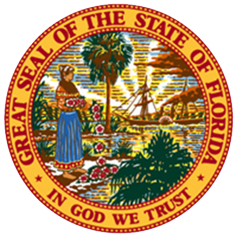 GREAT SEAL OF THE STATE OF FLORIDA
IN GOD WE TRUST